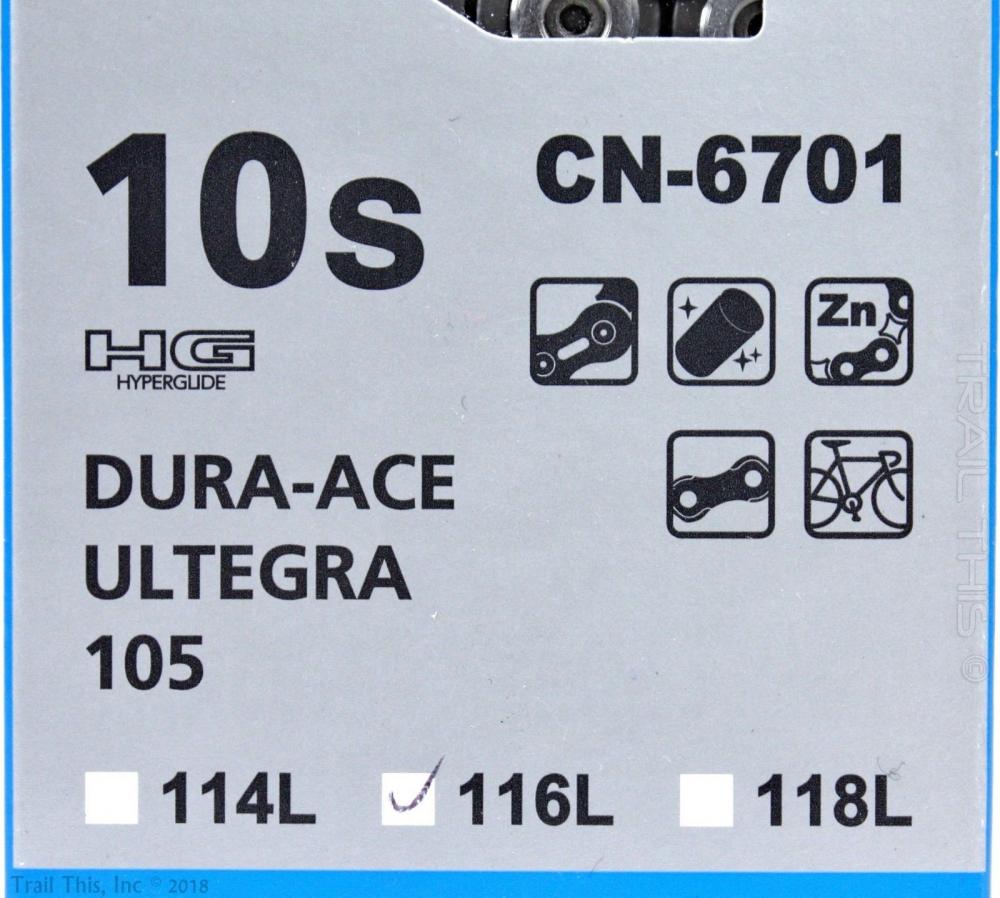 10s
CN-6701
HG
HYPERGLIDE
Zn
DURA-ACE
ULTEGRA
105
114L
116L
118L
TRAIL THIS ©
Trail This, Inc © 2018